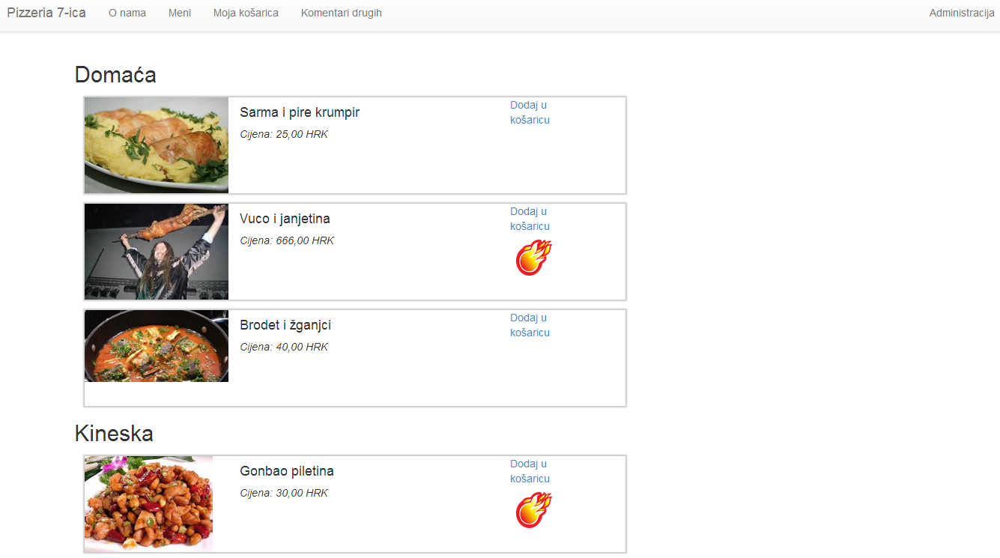 Pizzeria 7-ica O nama Meni Moja košarica Komentari drugih Administracija
Domaća
Sarma i pire krumpir
Cijena: 25,00 HRK
Dodaj u
košaricu
Vuco i janjetina
Cijena: 666,00 HRK
Dodaj u
košaricu
Brodet i žganjci
Cijena: 40,00 HRK
Dodaj u
košaricu
Kineska
Gonbao piletina
Cijena: 30,00 HRK
Dodaj u
košaricu